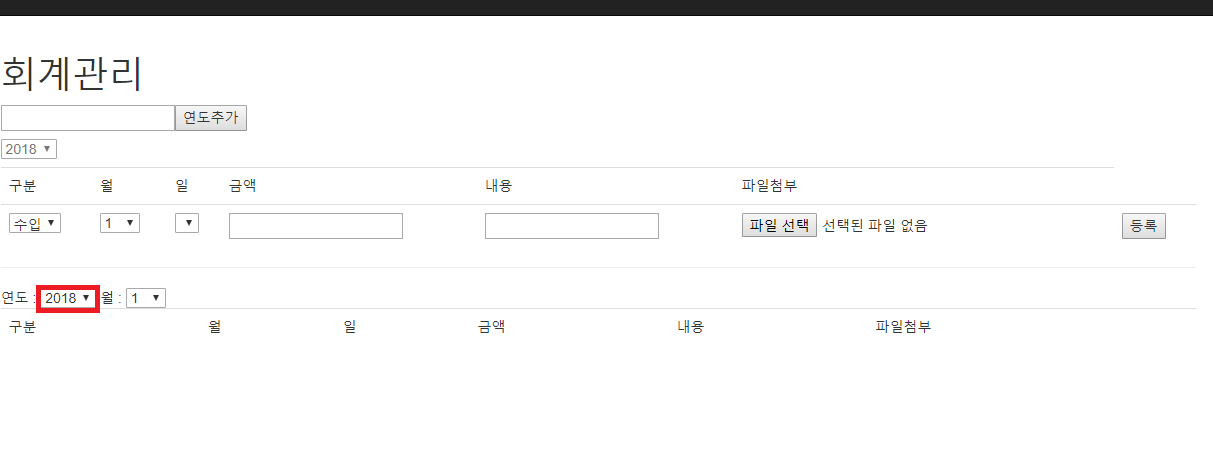 회계관리
연도추가
2018
구분 월 일 금액 내용 파일첨부
수입 1 파일 선택 선택된 파일 없음 등록
연도 : 2018 월 : 1
구분 월 일 금액 내용 파일첨부